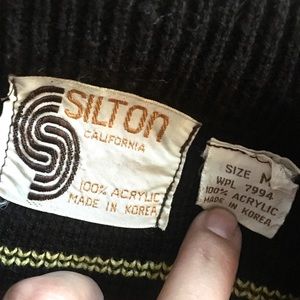 SILTON
CALIFORNIA
100% ACRYLIC
MADE IN KOREA
SIZE M
WPL 7994
100% ACRYLIC
MADE IN KOREA